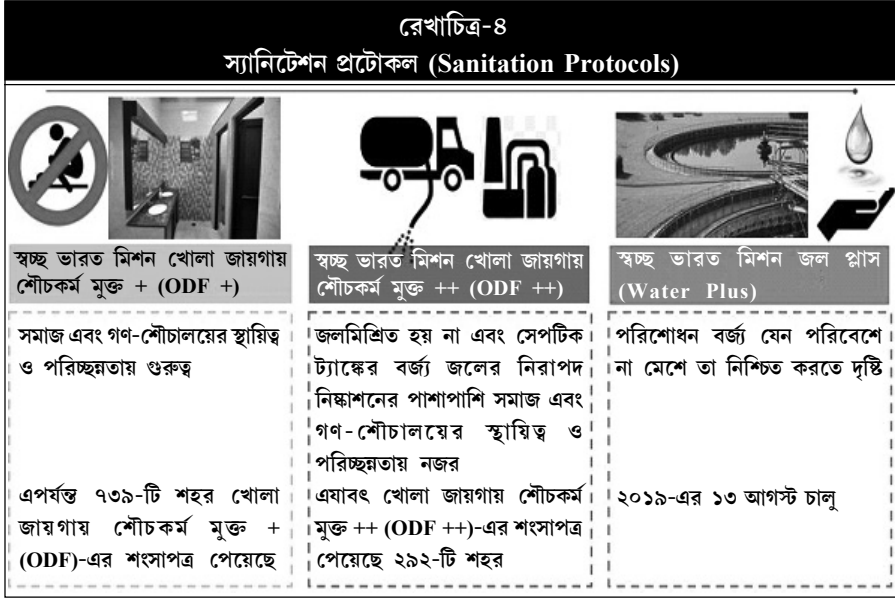 রেখাচিত্র-৪
স্যানিটেশন প্রটোকল (Sanitation Protocols)
স্বচ্ছ ভারত মিশন খোলা জায়গায়
শৌচকর্ম মুক্ত + (ODF +)
সমাজ এবং গণ-শৌচালয়ের স্থায়িত্ব
ও পরিচ্ছন্নতায় গুরুত্ব
এপর্যন্ত ৭৩৯-টি শহর খোলা
জায়গায় শৌচকর্ম মুক্ত +
(ODF)-এর শংসাপত্র পেয়েছে
স্বচ্ছ ভারত মিশন খোলা জায়গায়
শৌচকর্ম মুক্ত ++ (ODF ++)
জলমিশ্রিত হয় না এবং সেপটিক
ট্যাঙ্কের বর্জ্য জলের নিরাপদ
নিষ্কাশনের পাশাপাশি সমাজ এবং
গণ-শৌচালয়ের স্থায়িত্ব ও
পরিচ্ছন্নতায় নজর
এযাবৎ খোলা জায়গায় শৌচকর্ম
মুক্ত ++ (ODF ++)-এর শংসাপত্র
পেয়েছে ২৯২-টি শহর
স্বচ্ছ ভারত মিশন জল প্লাস
(Water Plus)
পরিশোধন বর্জ্য যেন পরিবেশে
না মেশে তা নিশ্চিত করতে দৃষ্টি
২০১৯-এর ১৩ আগস্ট চালু